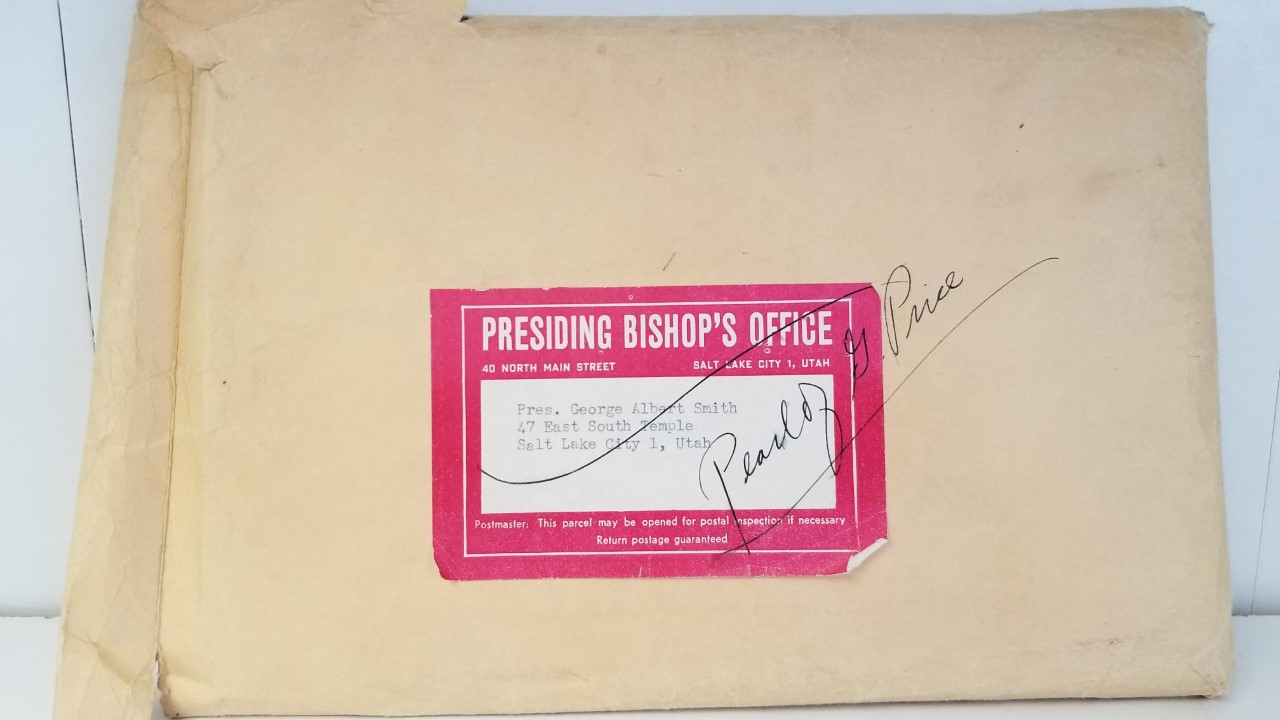 PRESIDING BISHOP'S OFFICE
40 NORTH MAIN STREET SALT LAKE CITY 1, UTAH
Pres. George Albert Smith
47 East South Temple
Salt Lake City 1, Utah
Pearl of G. Price
Postmaster: This parcel may be opened for postal inspection if necessary
Return postage guaranteed